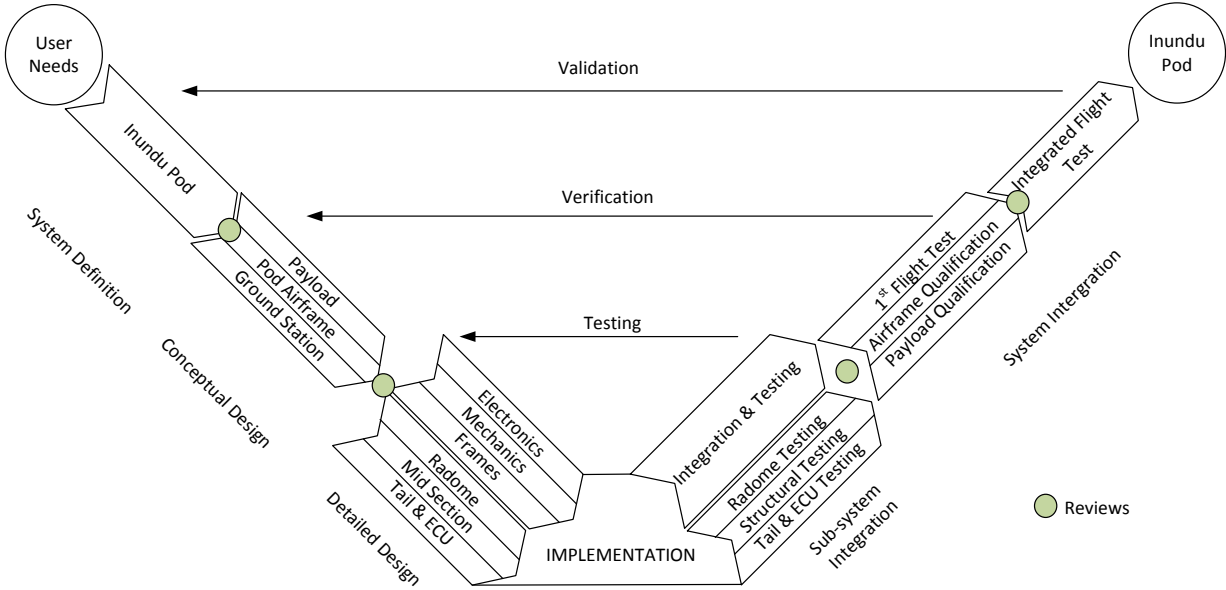 User
Needs
Inundu
Pod
Validation
Inundu Pod
Integrated Flight
Test
Verification
System Definition
Payload
Pod Airframe
Ground Station
1st Flight Test
Airframe Qualification
Payload Qualification
System Intergration
Testing
Conceptual Design
Electronics
Mechanics
Frames
Radome
Mid Section
Tail & ECU
Detailed Design
IMPLEMENTATION
Integration & Testing
Radome Testing
Structural Testing
Tail & ECU Testing
Sub-system
Integration
Reviews